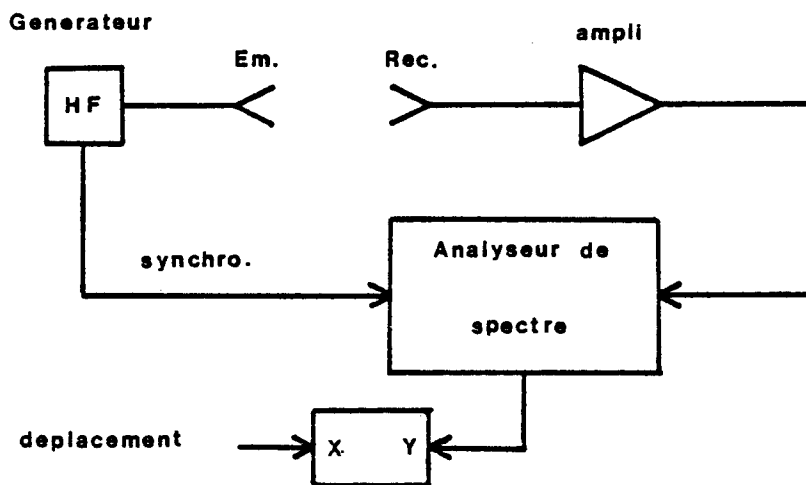 Generateur
ampli
Em.
Rec.
HF
Analyseur de
synchro.
spectre
deplacement
X.
Y